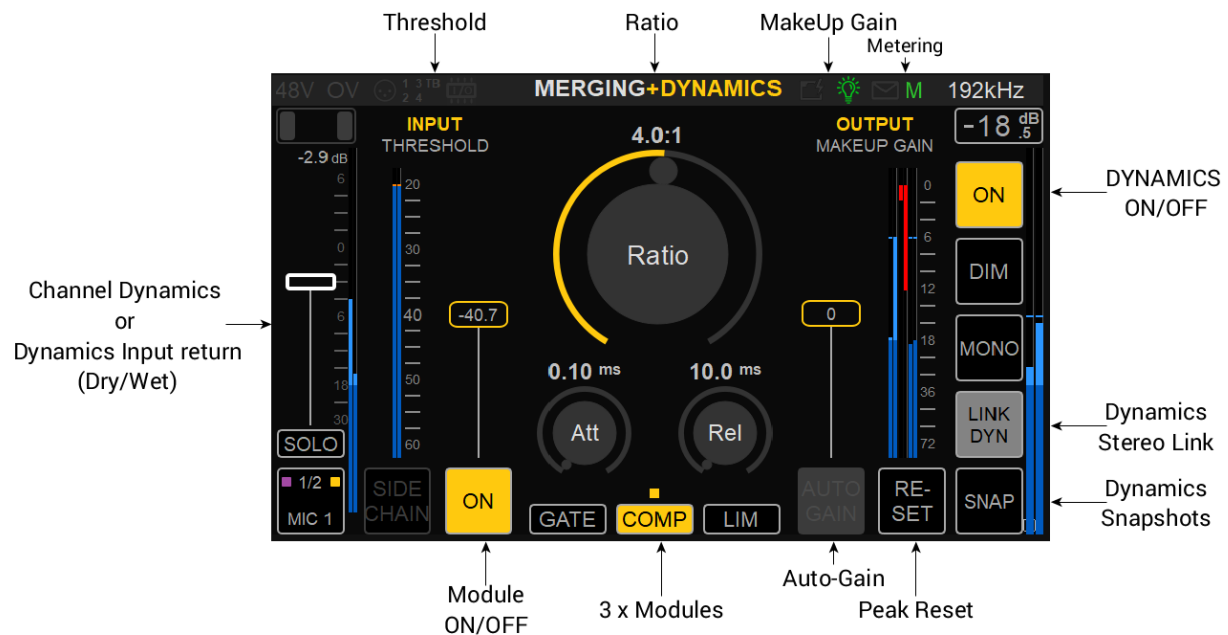 Threshold
Ratio
MakeUp Gain
Metering
48V OV 1 3 TB 2 4
MERGING+DYNAMICS
M
192kHz
INPUT
THRESHOLD
4.0:1
OUTPUT
MAKEUP GAIN
-18 dB .5
-2.9 dB
6
0
6
18
30
20
30
40
50
60
-40.7
Ratio
0.10 ms
10.0 ms
Att
Rel
0
0
6
12
18
36
72
ON
DIM
MONO
LINK
DYN
SNAP
SOLO
1/2
MIC 1
SIDE
CHAIN
ON
GATE
COMP
LIM
AUTO
GAIN
RE-
SET
DYNAMICS
ON/OFF
Channel Dynamics
or
Dynamics Input return
(Dry/Wet)
Dynamics
Stereo Link
Dynamics
Snapshots
Module
ON/OFF
3 x Modules
Auto-Gain
Peak Reset